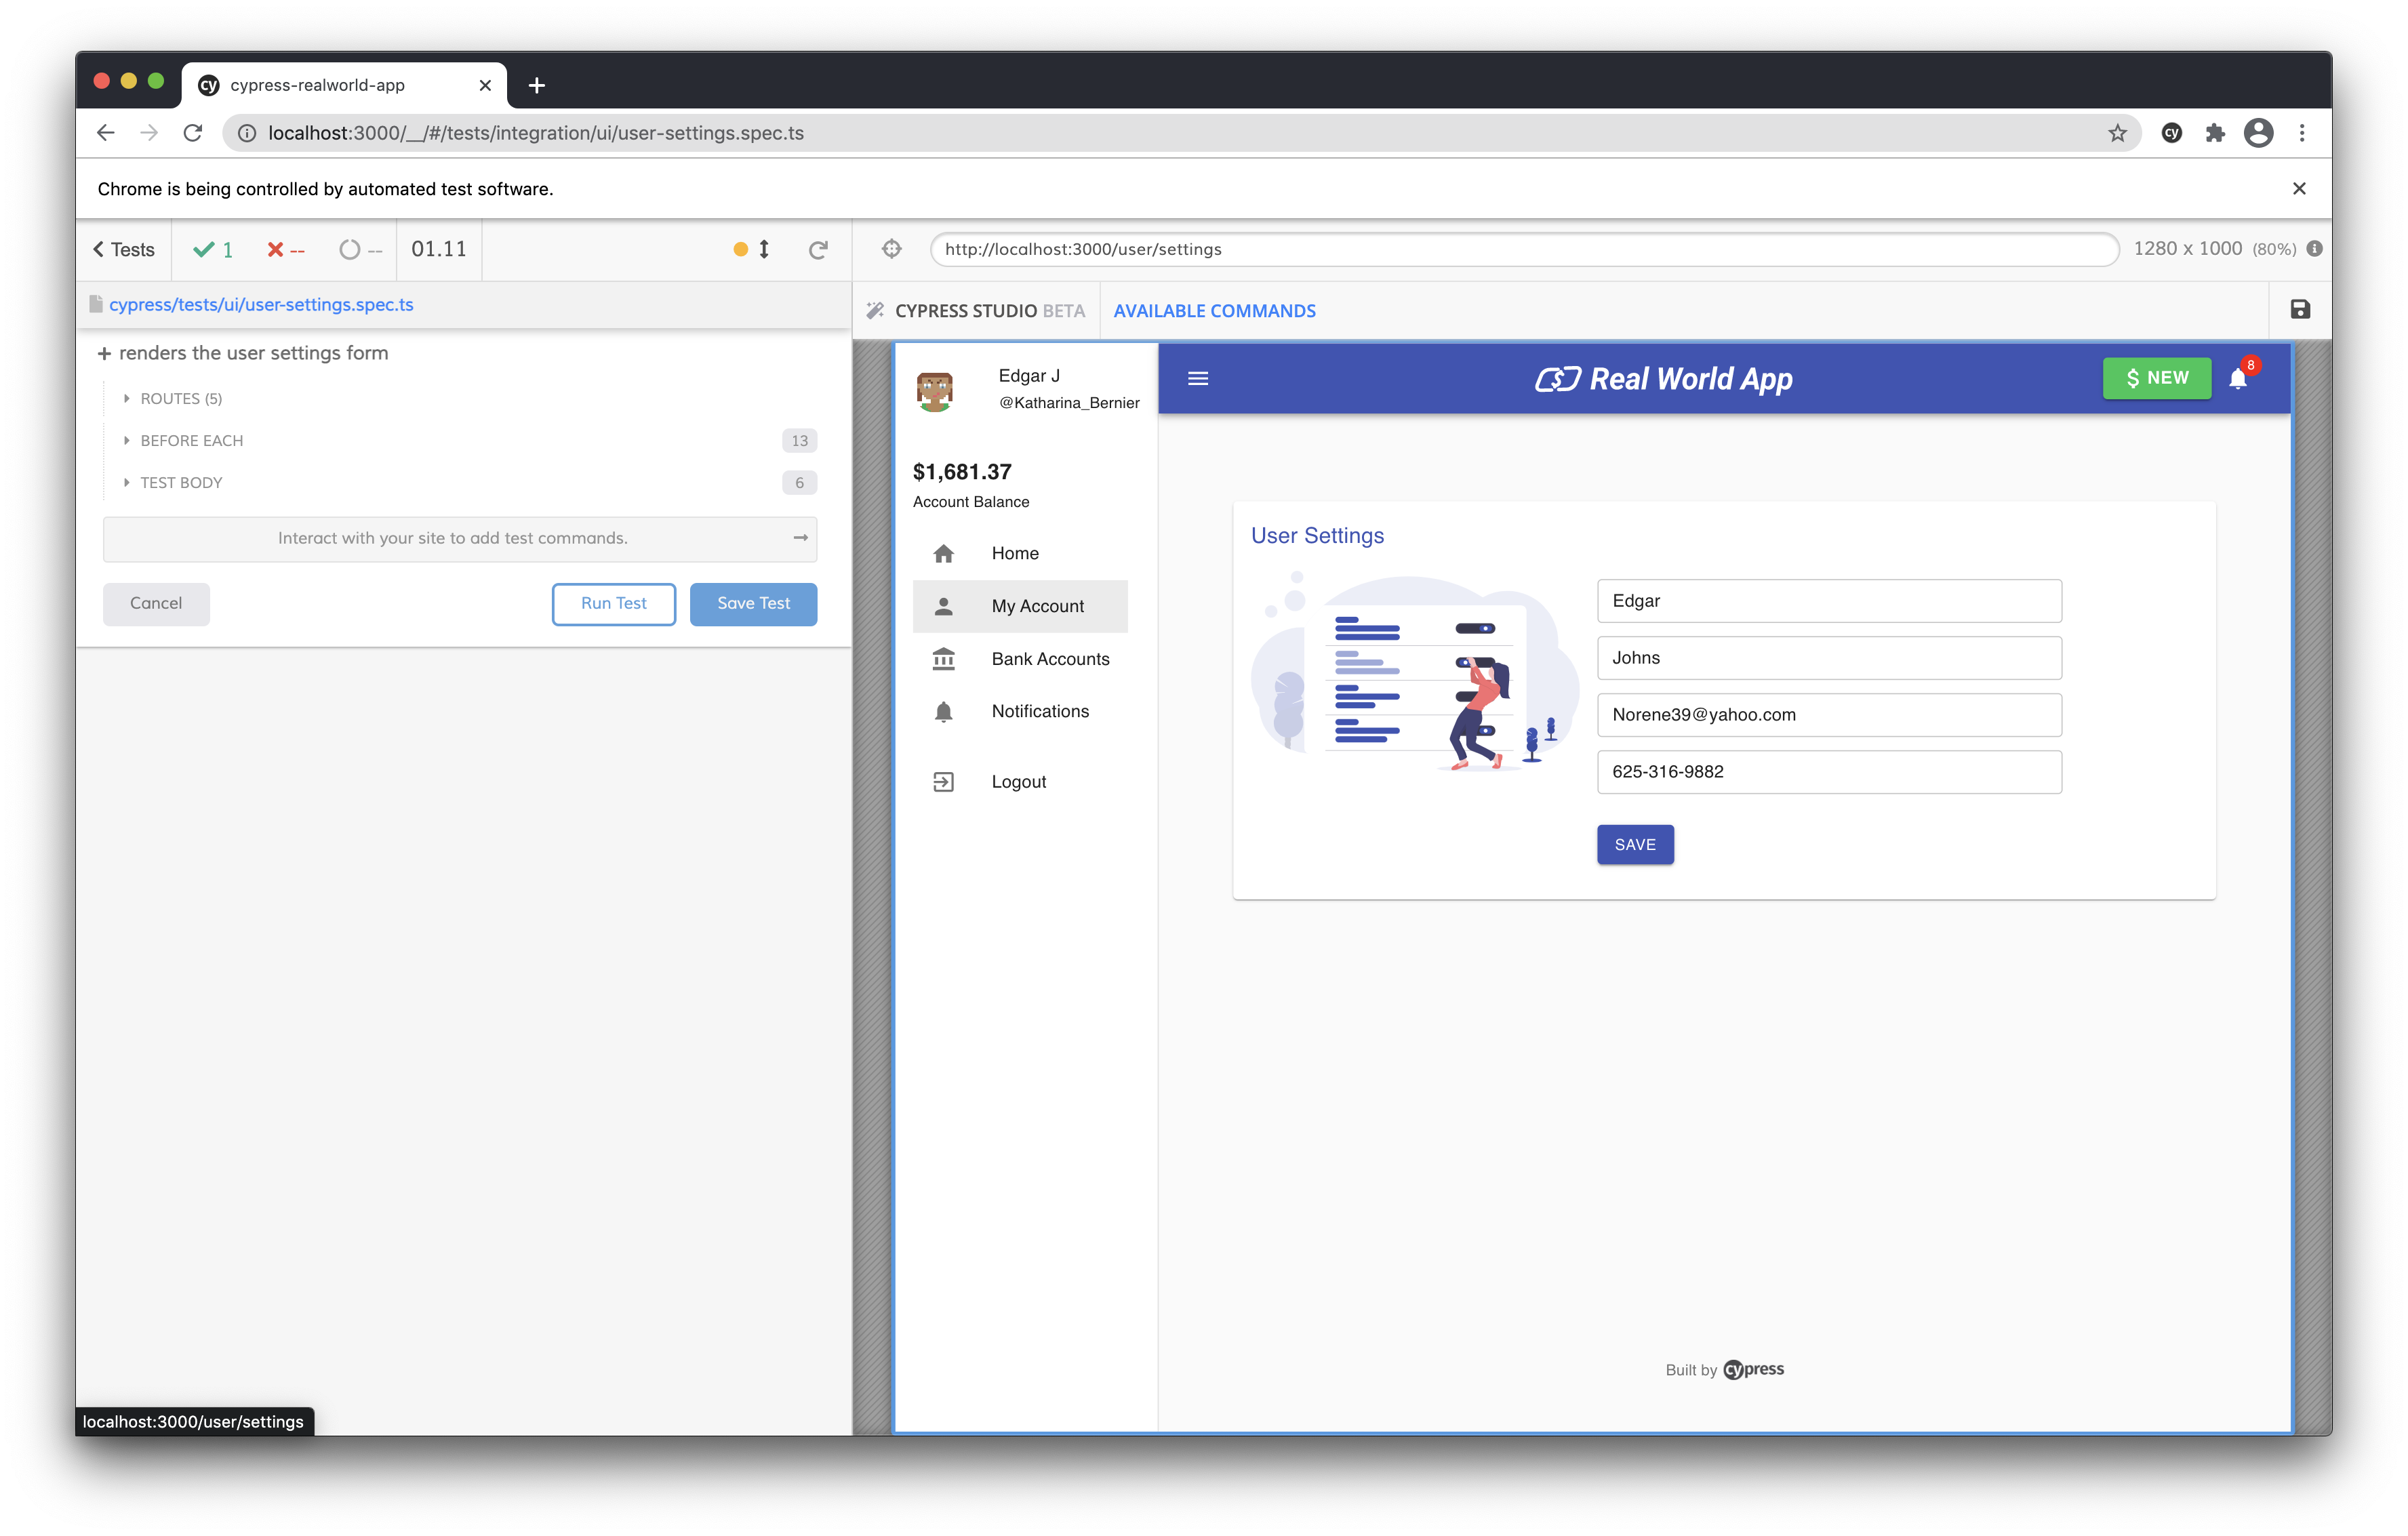 cy cypress-realworld-app
localhost:3000/__/#/tests/integration/ui/user-settings.spec.ts
cy
Chrome is being controlled by automated test software.
Tests 1 -- -- 01.11
http://localhost:3000/user/settings 1280 x 1000 (80%)
cypress/tests/ui/user-settings.spec.ts
CYPRESS STUDIO BETA AVAILABLE COMMANDS
renders the user settings form
ROUTES (5)
BEFORE EACH 13
TEST BODY 6
Interact with your site to add test commands.
Cancel Run Test Save Test
Edgar J
@Katharina_Bernier
$1,681.37
Account Balance
Home
My Account
Bank Accounts
Notifications
Logout
Real World App
$ NEW
8
User Settings
Edgar
Johns
Norene39@yahoo.com
625-316-9882
SAVE
Built by cypress
localhost:3000/user/settings